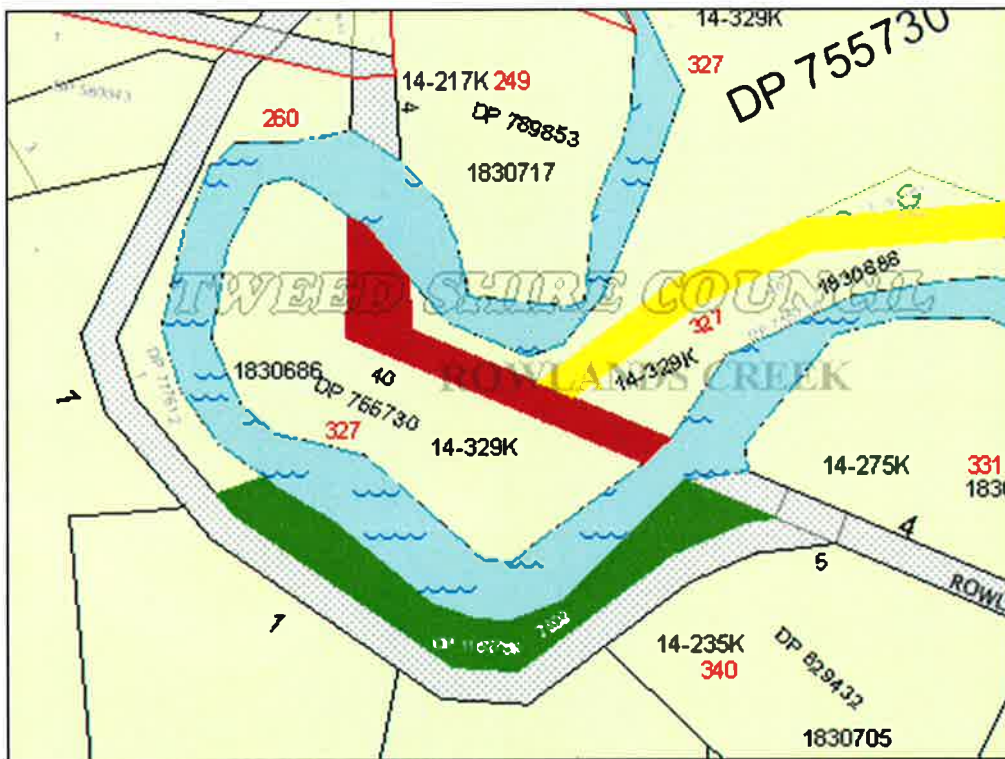 14-329K
327
DP 755730
14-217K 249
DP 789853
4
1830717
260
TWEED SHIRE COUNCIL
1830686
327
14-329K
ROWLANDS CREEK
1830686
40
DP 755730
327
14-329K
DP 777612
1
14-275K
331
4
5
1
14-235K
340
DP 829432
1830705